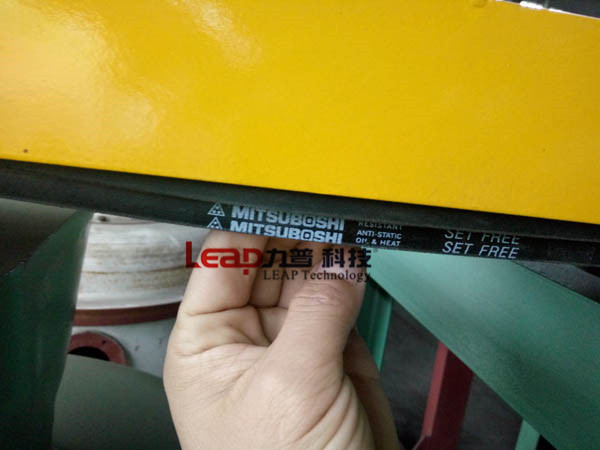 MITSUBOSHI RESISTANT SET FREE
MITSUBOSHI ANTI-STATIC OIL & HEAT SET FREE
Leap九普科技
LEAP Technology